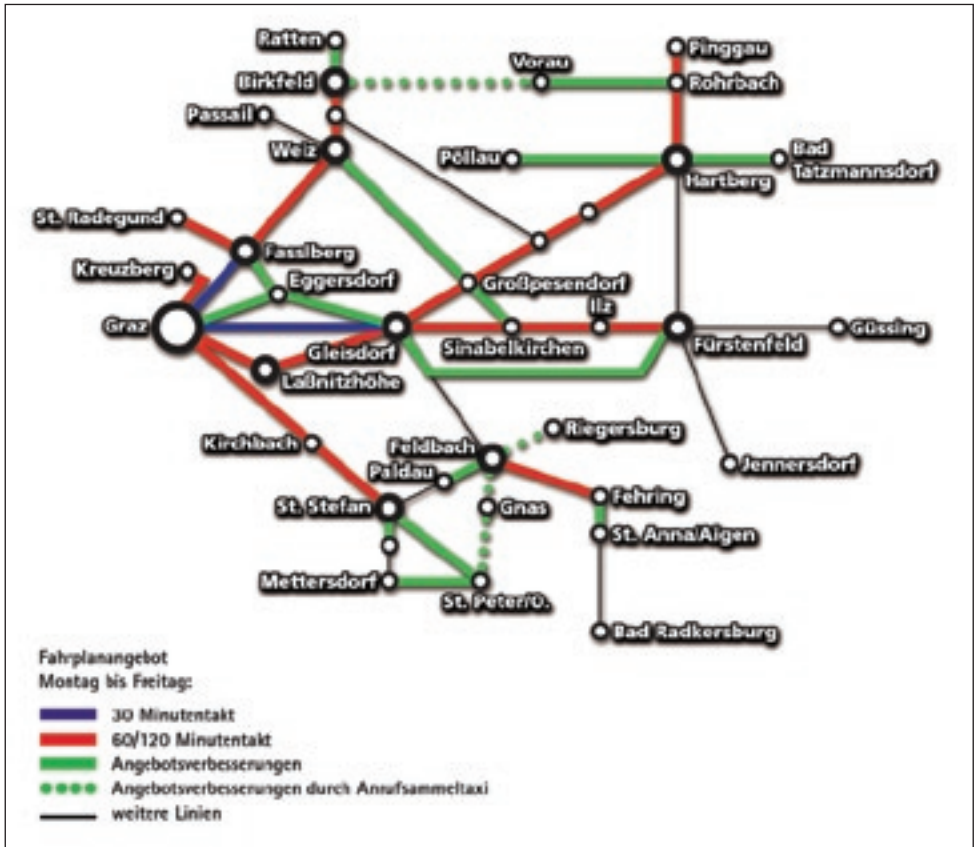 Ratten
Pinggau
Vorau
Birkfeld
Rohrbach
Passail
Weiz
Pöllau
Bad
Tatzmannsdorf
Hartberg
St. Radegund
Fasslberg
Kreuzberg
Eggersdorf
Großpesendorf
Ilz
Graz
Güssing
Gleisdorf
Sinabelkirchen
Fürstenfeld
Laßnitzhöhe
Riegersburg
Kirchbach
Feldbach
Jennersdorf
Paldau
St. Stefan
Gnas
Fehring
St. Anna/Aigen
Mettersdorf
St. Peter/O.
Bad Radkersburg
Fahrplanangebot
Montag bis Freitag:
30 Minutentakt
60/120 Minutentakt
Angebotsverbesserungen
Angebotsverbesserungen durch Anrufsammeltaxi
weitere Linien